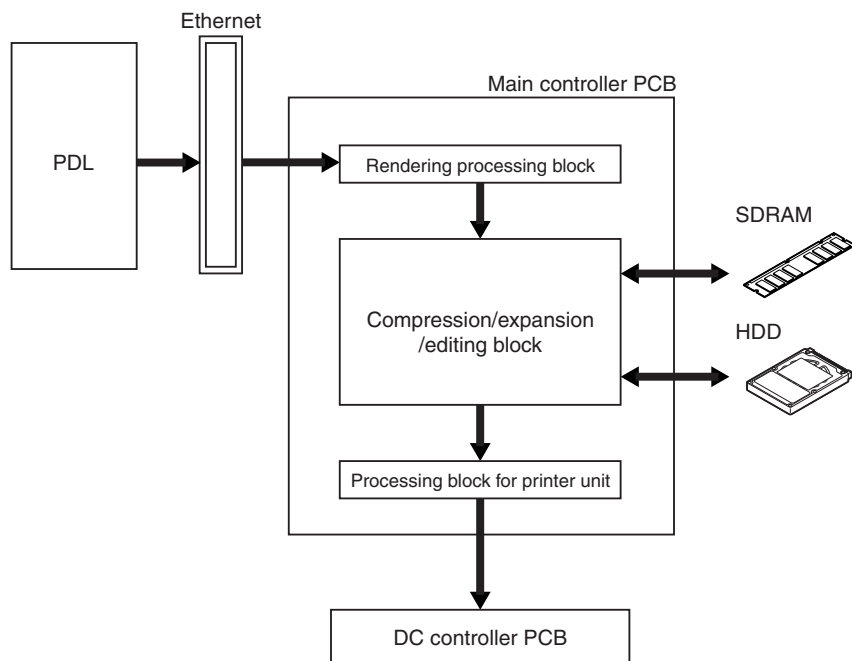 Ethernet
Main controller PCB
PDL
Rendering processing block
SDRAM
Compression/expansion
/editing block
HDD
Processing block for printer unit
DC controller PCB